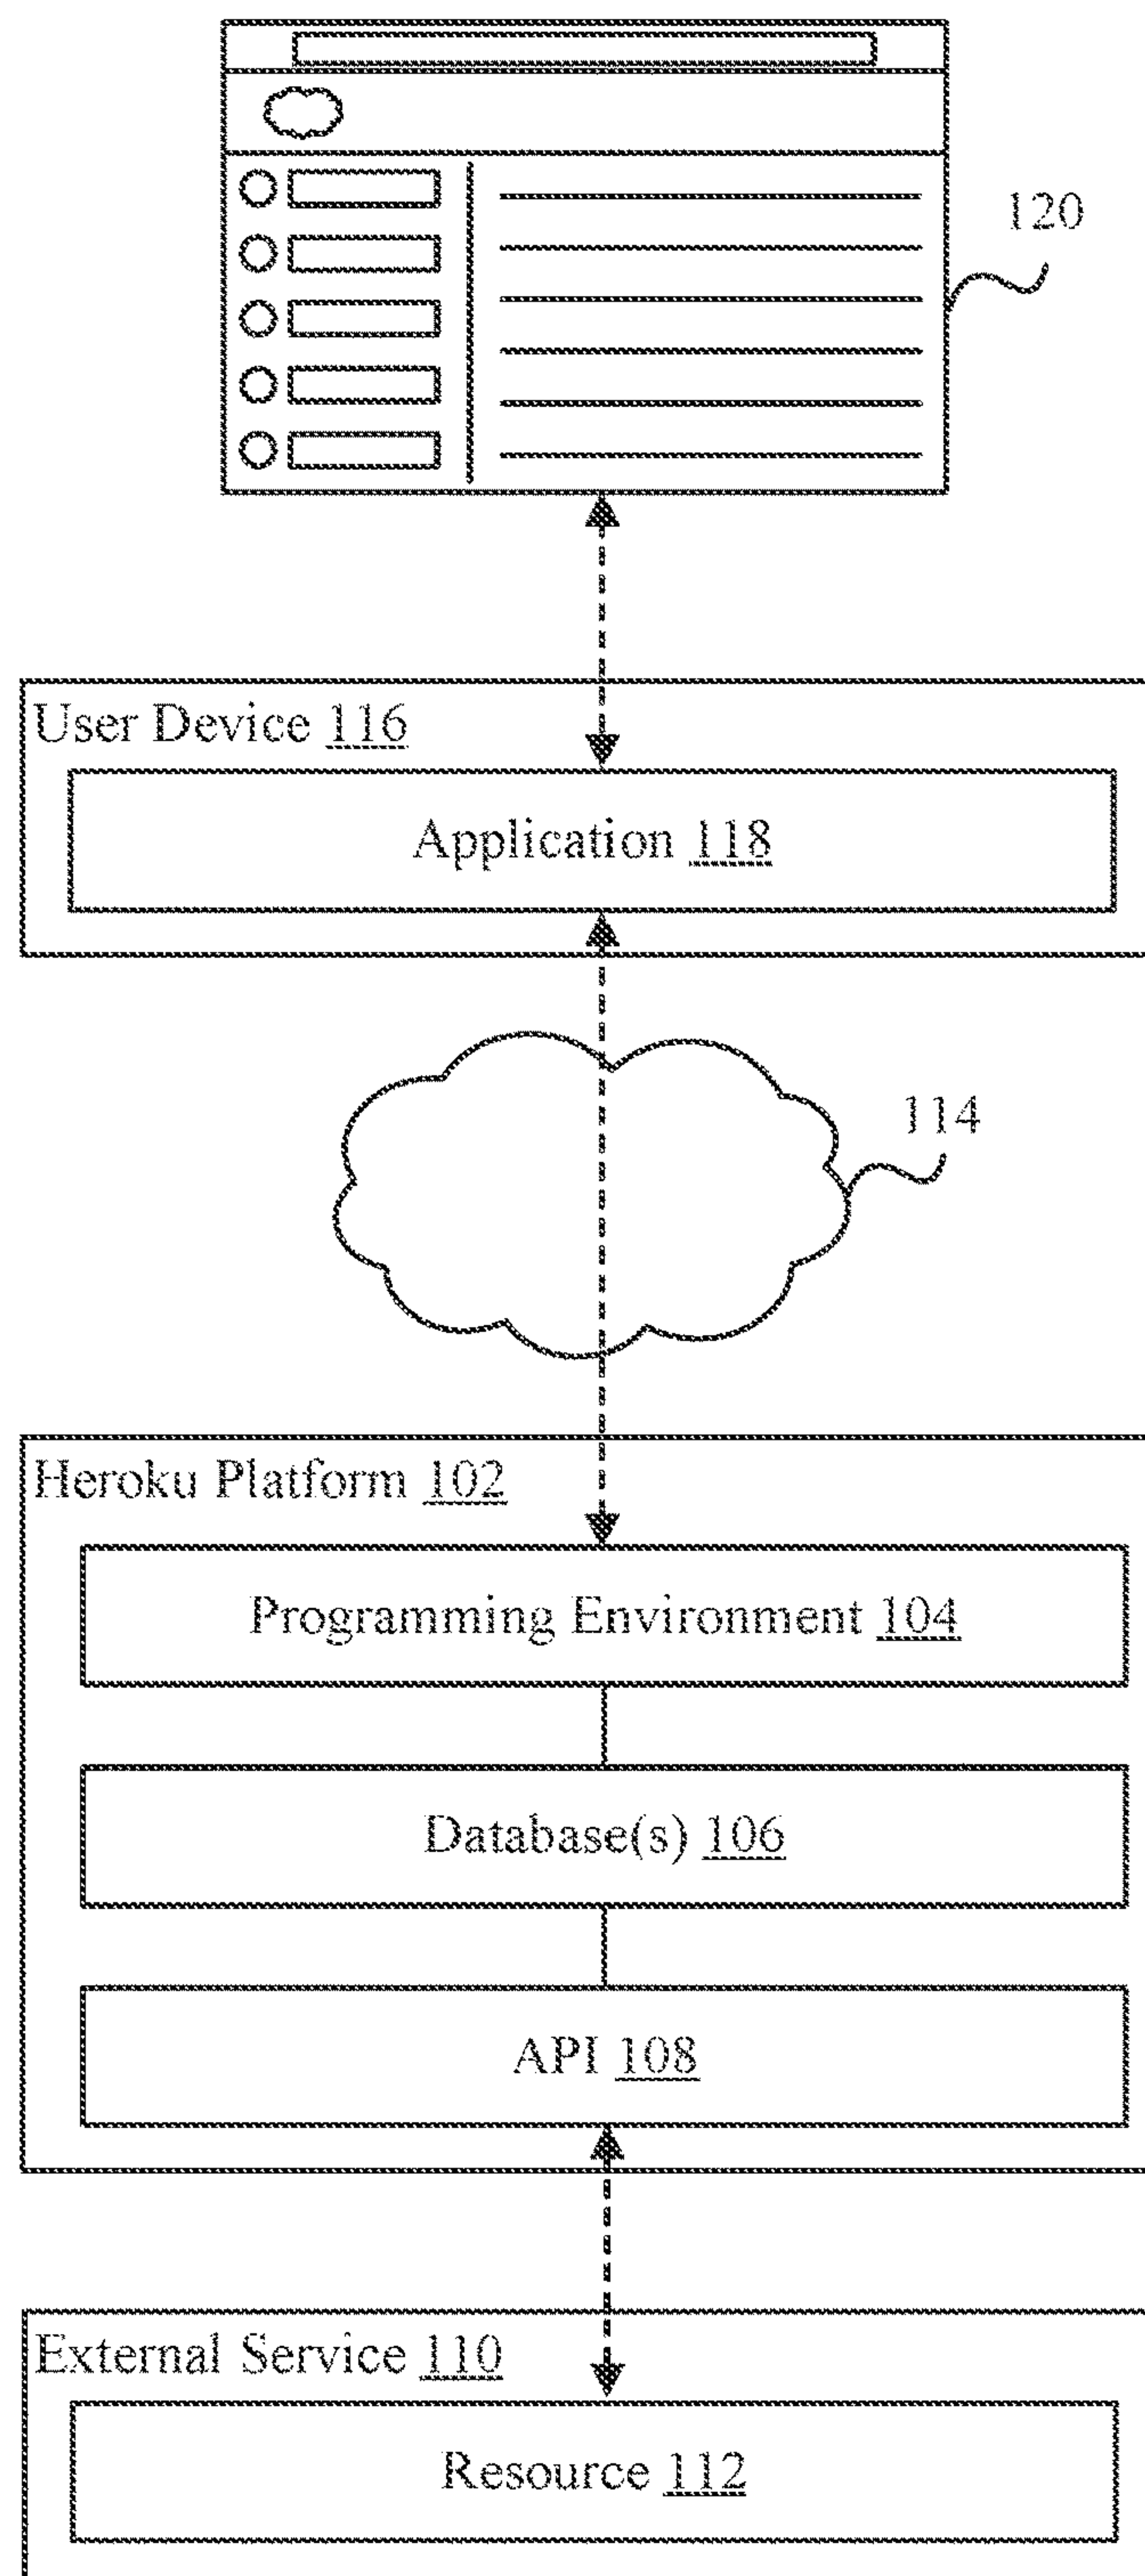 120
User Device 116
Application 118
114
Heroku Platform 102
Programming Environment 104
Database(s) 106
API 108
External Service 110
Resource 112